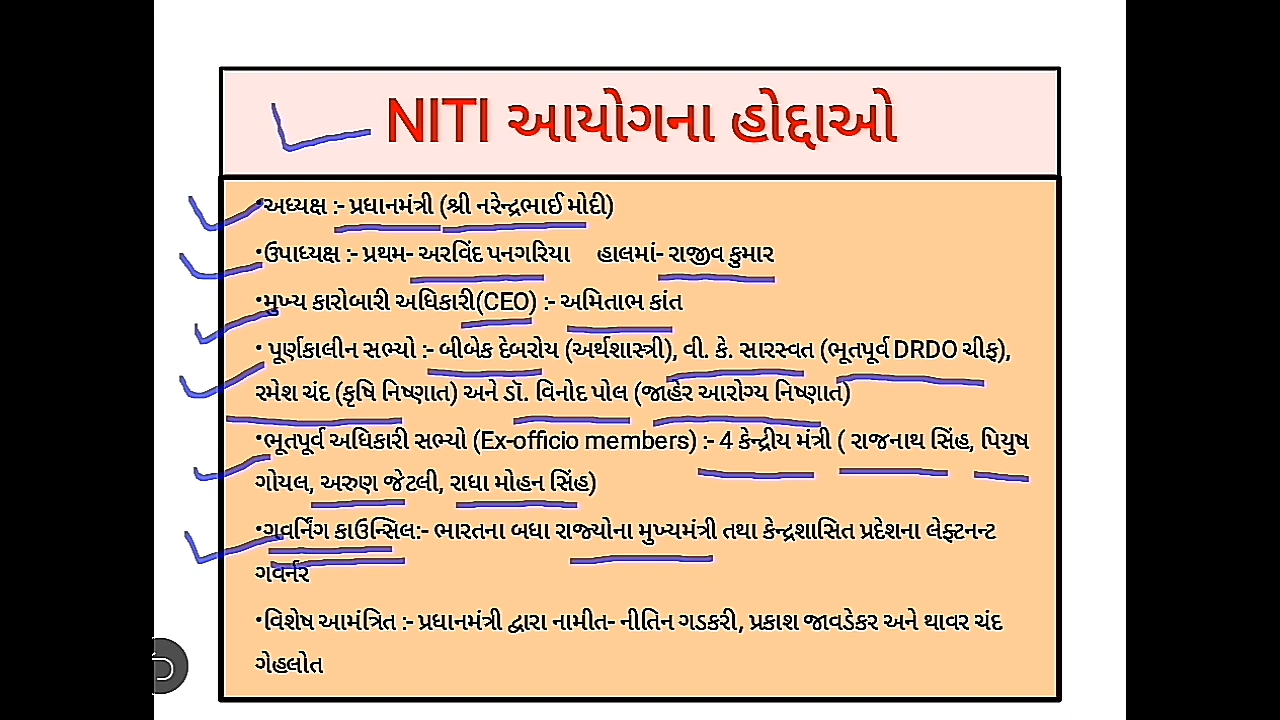 NITI આયોગના હોદ્દાઓ
•અધ્યક્ષ :- પ્રધાનમંત્રી (શ્રી નરેન્દ્રભાઈ મોદી)
•ઉપાધ્યક્ષ :- પ્રથમ- અરવિંદ પનગરિયા હાલમાં- રાજીવ કુમાર
•મુખ્ય કારોબારી અધિકારી(CEO) :- અમિતાભ કાંત
• પૂર્ણકાલીન સભ્યો :- બીબેક દેબરોય (અર્થશાસ્ત્રી), વી. કે. સારસ્વત (ભૂતપૂર્વ DRDO ચીફ),
રમેશ ચંદ (કૃષિ નિષ્ણાત) અને ડૉ. વિનોદ પોલ (જાહેર આરોગ્ય નિષ્ણાત)
•ભૂતપૂર્વ અધિકારી સભ્યો (Ex-officio members) :- 4 કેન્દ્રીય મંત્રી ( રાજનાથ સિંહ, પિયુષ
ગોયલ, અરુણ જેટલી, રાધા મોહન સિંહ)
•ગવર્નિંગ કાઉન્સિલ:- ભારતના બધા રાજ્યોના મુખ્યમંત્રી તથા કેન્દ્રશાસિત પ્રદેશના લેફ્ટનન્ટ
ગવર્નર
•વિશેષ આમંત્રિત :- પ્રધાનમંત્રી દ્વારા નામીત- નીતિન ગડકરી, પ્રકાશ જાવડેકર અને થાવર ચંદ
ગેહલોત